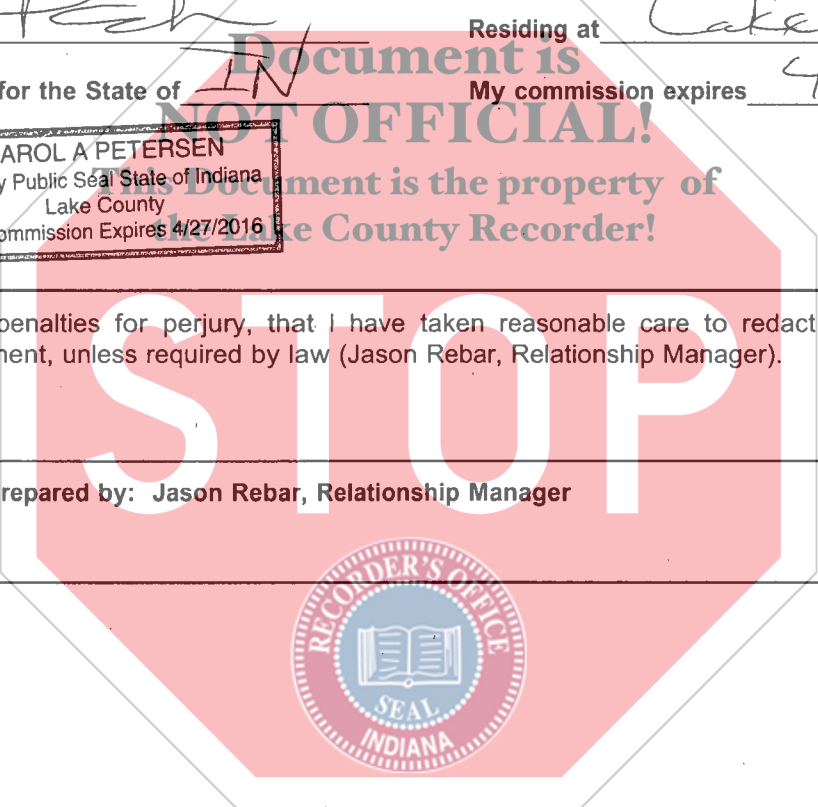 Residing at Lake
Document is
for the State of IN My commission expires 4
NOT OFFICIAL!
AROL A PETERSEN
y Public Seal State of Indiana
This Document is the property of
Lake County
ommission Expires 4/27/2016
the Lake County Recorder!
penalties for perjury, that I have taken reasonable care to redact
ment, unless required by law (Jason Rebar, Relationship Manager).
STOP
repared by: Jason Rebar, Relationship Manager
RECORDER'S OFFICE
SEAL
INDIANA